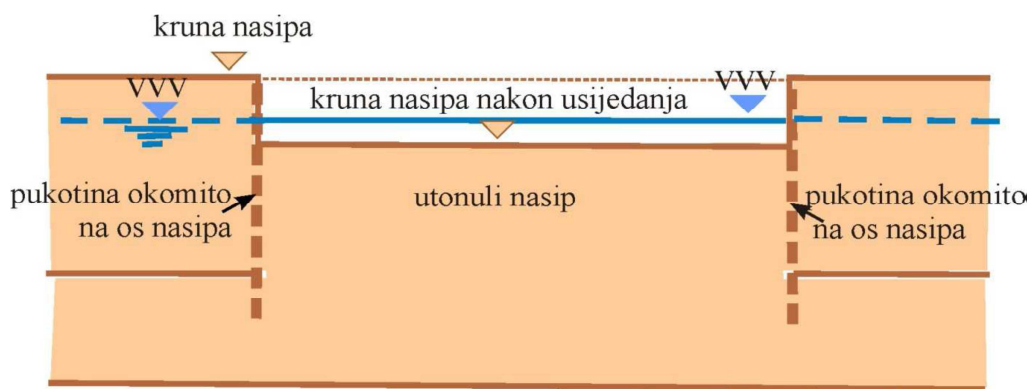 kruna nasipa
VVV
VVV
kruna nasipa nakon usijedanja
pukotina okomito
na os nasipa
utonuli nasip
pukotina okomito
na os nasipa